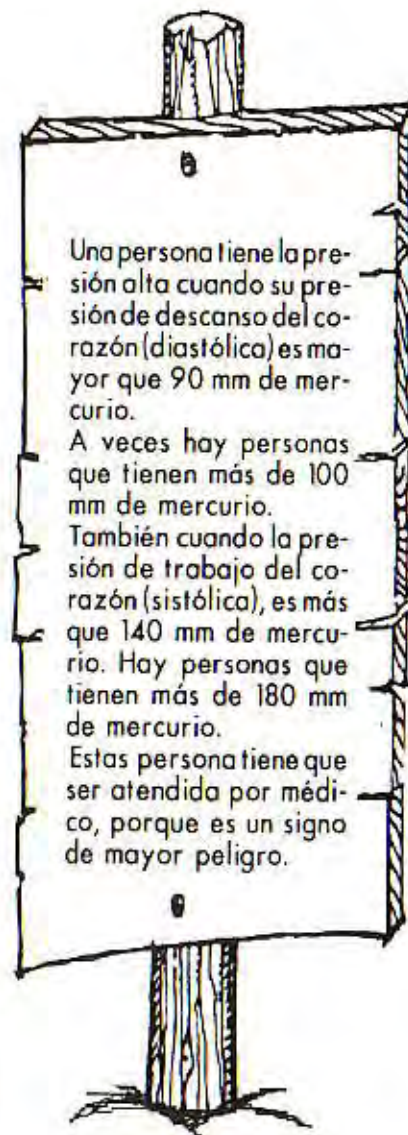 Una persona tiene la pre-
sión alta cuando su pre-
sión de descanso del co-
razón (diastólica) es ma-
yor que 90 mm de mer-
curio.
A veces hay personas
que tienen más de 100
mm de mercurio.
También cuando la pre-
sión de trabajo del co-
razón (sistólica), es más
que 140 mm de mercu-
rio. Hay personas que
tienen más de 180 mm
de mercurio.
Estas persona tiene que
ser atendida por médi-
co, porque es un signo
de mayor peligro.